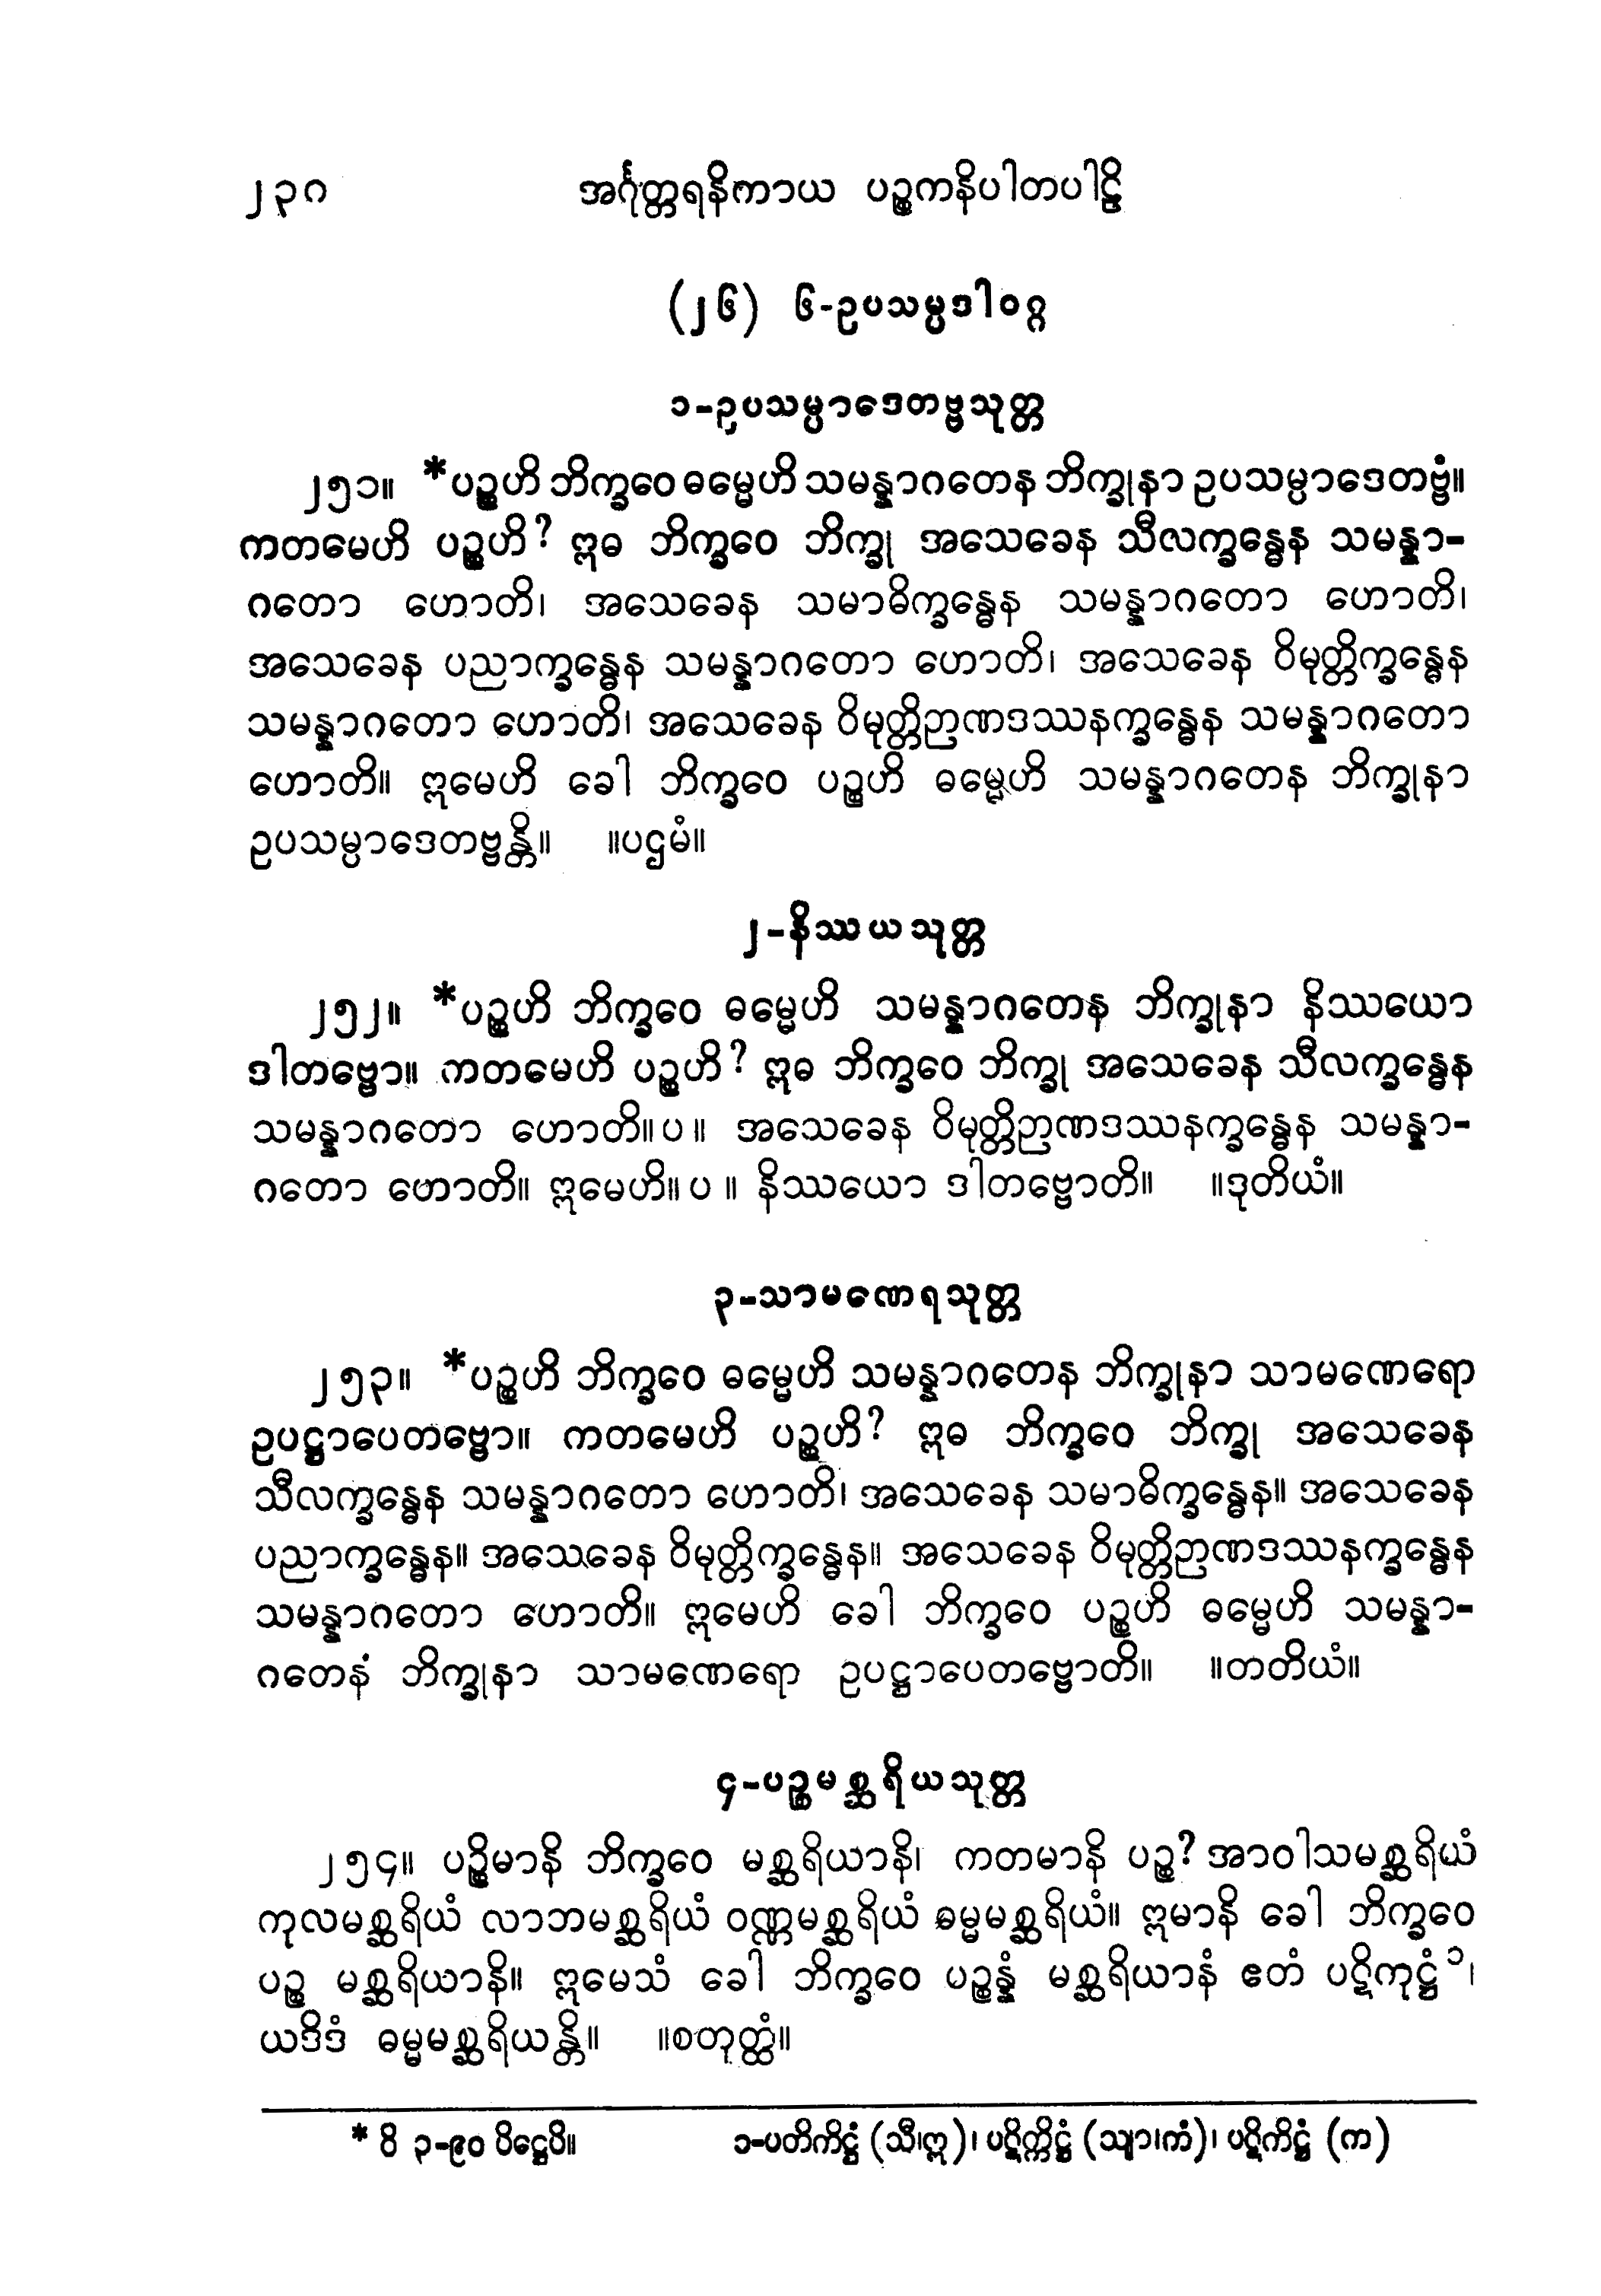 ၂၃၈ အင်္ဂုတ္တရနိကာယ ပဉ္စကနိပါတပါဠိ
(၂၆) ၆-ဥပသမ္ပဒါဝဂ္ဂ
၁-ဥပသမ္ပာဒေတဗ္ဗသုတ္တ
၂၅၁။ *ပဉ္စဟိ ဘိက္ခဝေ ဓမ္မေဟိ သမန္နာဂတေန ဘိက္ခုနာ ဥပသမ္ပာဒေတဗ္ဗံ။
ကတမေဟိ ပဉ္စဟိ? ဣဓ ဘိက္ခဝေ ဘိက္ခု အသေခေန သီလက္ခန္ဓေန သမန္နာ-
ဂတော ဟောတိ၊ အသေခေန သမာဓိက္ခန္ဓေန သမန္နာဂတော ဟောတိ၊
အသေခေန ပညာက္ခန္ဓေန သမန္နာဂတော ဟောတိ၊ အသေခေန ဝိမုတ္တိက္ခန္ဓေန
သမန္နာဂတော ဟောတိ၊ အသေခေန ဝိမုတ္တိဉာဏဒဿနက္ခန္ဓေန သမန္နာဂတော
ဟောတိ။ ဣမေဟိ ခေါ ဘိက္ခဝေ ပဉ္စဟိ ဓမ္မေဟိ သမန္နာဂတေန ဘိက္ခုနာ
ဥပသမ္ပာဒေတဗ္ဗန္တိ။ ။ပဌမံ။
၂-နိဿယသုတ္တ
၂၅၂။ *ပဉ္စဟိ ဘိက္ခဝေ ဓမ္မေဟိ သမန္နာဂတေန ဘိက္ခုနာ နိဿယော
ဒါတဗ္ဗော။ ကတမေဟိ ပဉ္စဟိ? ဣဓ ဘိက္ခဝေ ဘိက္ခု အသေခေန သီလက္ခန္ဓေန
သမန္နာဂတော ဟောတိ။ပ။ အသေခေန ဝိမုတ္တိဉာဏဒဿနက္ခန္ဓေန သမန္နာ-
ဂတော ဟောတိ။ ဣမေဟိ။ပ။ နိဿယော ဒါတဗ္ဗောတိ။ ။ဒုတိယံ။
၃-သာမဏေရသုတ္တ
၂၅၃။ *ပဉ္စဟိ ဘိက္ခဝေ ဓမ္မေဟိ သမန္နာဂတေန ဘိက္ခုနာ သာမဏေရော
ဥပဋ္ဌာပေတဗ္ဗော။ ကတမေဟိ ပဉ္စဟိ? ဣဓ ဘိက္ခဝေ ဘိက္ခု အသေခေန
သီလက္ခန္ဓေန သမန္နာဂတော ဟောတိ၊ အသေခေန သမာဓိက္ခန္ဓေန။ အသေခေန
ပညာက္ခန္ဓေန။ အသေခေန ဝိမုတ္တိက္ခန္ဓေန။ အသေခေန ဝိမုတ္တိဉာဏဒဿနက္ခန္ဓေန
သမန္နာဂတော ဟောတိ။ ဣမေဟိ ခေါ ဘိက္ခဝေ ပဉ္စဟိ ဓမ္မေဟိ သမန္နာ-
ဂတေနံ ဘိက္ခုနာ သာမဏေရော ဥပဋ္ဌာပေတဗ္ဗောတိ။ ။တတိယံ။
၄-ပဉ္စမစ္ဆရိယသုတ္တ
၂၅၄။ ပဉ္စိမာနိ ဘိက္ခဝေ မစ္ဆရိယာနိ၊ ကတမာနိ ပဉ္စ? အာဝါသမစ္ဆရိယံ
ကုလမစ္ဆရိယံ လာဘမစ္ဆရိယံ ဝဏ္ဏမစ္ဆရိယံ ဓမ္မမစ္ဆရိယံ။ ဣမာနိ ခေါ ဘိက္ခဝေ
ပဉ္စ မစ္ဆရိယာနိ။ ဣမေသံ ခေါ ဘိက္ခဝေ ပဉ္စန္နံ မစ္ဆရိယာနံ ဧတံ ပဋိကုဋ္ဌံ၁၊
ယဒိဒံ ဓမ္မမစ္ဆရိယန္တိ။ ။စတုတ္ထံ။
* ဝိ ၃-၉၀ ပိဋ္ဌေပိ။ ၁-ပတိကိဋ္ဌံ (သီ၊ဣ)၊ ပဋိက္ကိဋ္ဌံ (သျာ၊ကံ)၊ ပဋိကိဋ္ဌံ (က)